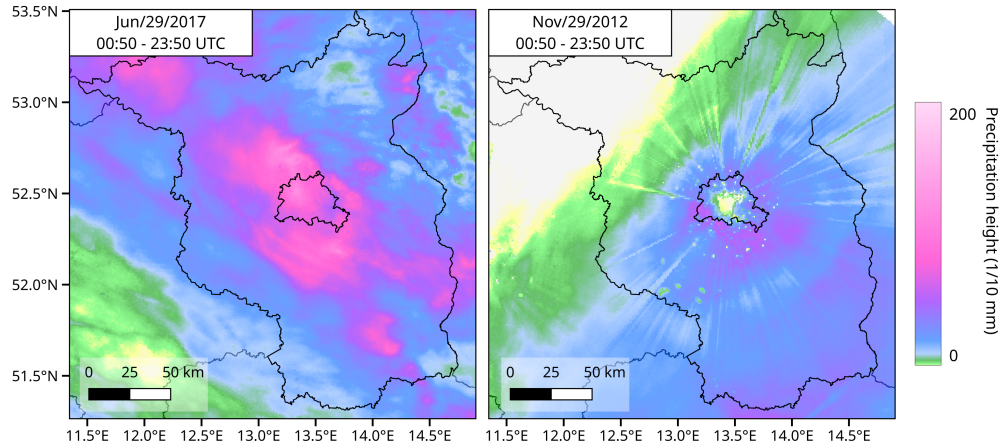 Jun/29/2017
00:50 - 23:50 UTC
Nov/29/2012
00:50 - 23:50 UTC
53.5°N
53.0°N
52.5°N
52.0°N
51.5°N
0 25 50 km
0 25 50 km
11.5°E 12.0°E 12.5°E 13.0°E 13.5°E 14.0°E 14.5°E
11.5°E 12.0°E 12.5°E 13.0°E 13.5°E 14.0°E 14.5°E
200
0
Precipitation height (1/10 mm)